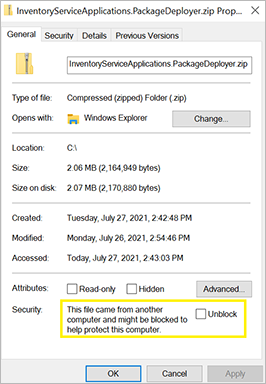 InventoryServiceApplications.PackageDeployer.zip Prop...
General Security Details Previous Versions
InventoryServiceApplications.PackageDeployer.zip
Type of file: Compressed (zipped) Folder (.zip)
Opens with: Windows Explorer Change...
Location: C:\
Size: 2.06 MB (2,164,949 bytes)
Size on disk: 2.07 MB (2,170,880 bytes)
Created: Tuesday, July 27, 2021, 2:42:48 PM
Modified: Monday, July 26, 2021, 2:54:46 PM
Accessed: Today, July 27, 2021, 2:43:03 PM
Attributes: Read-only Hidden Advanced...
Security: This file came from another
computer and might be blocked to
help protect this computer.
Unblock
OK Cancel Apply